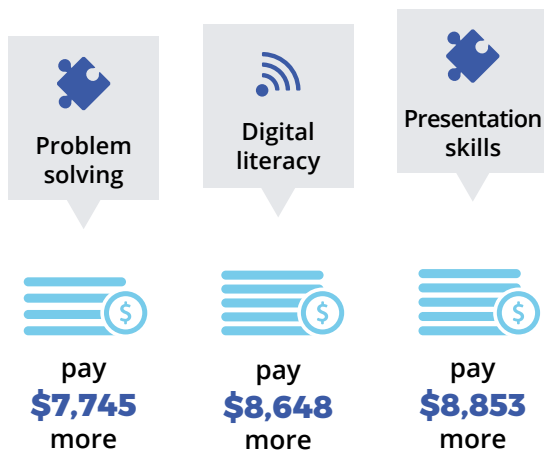 Problem
solving
$
pay
$7,745
more
Digital
literacy
$
pay
$8,648
more
Presentation
skills
$
pay
$8,853
more